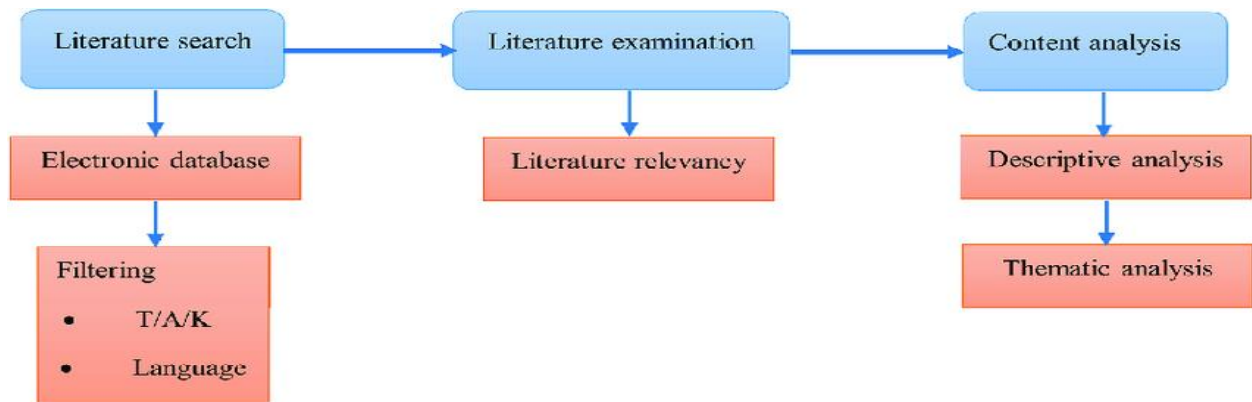 Literature search
Literature examination
Content analysis
Electronic database
Literature relevancy
Descriptive analysis
Filtering
• T/A/K
• Language
Thematic analysis